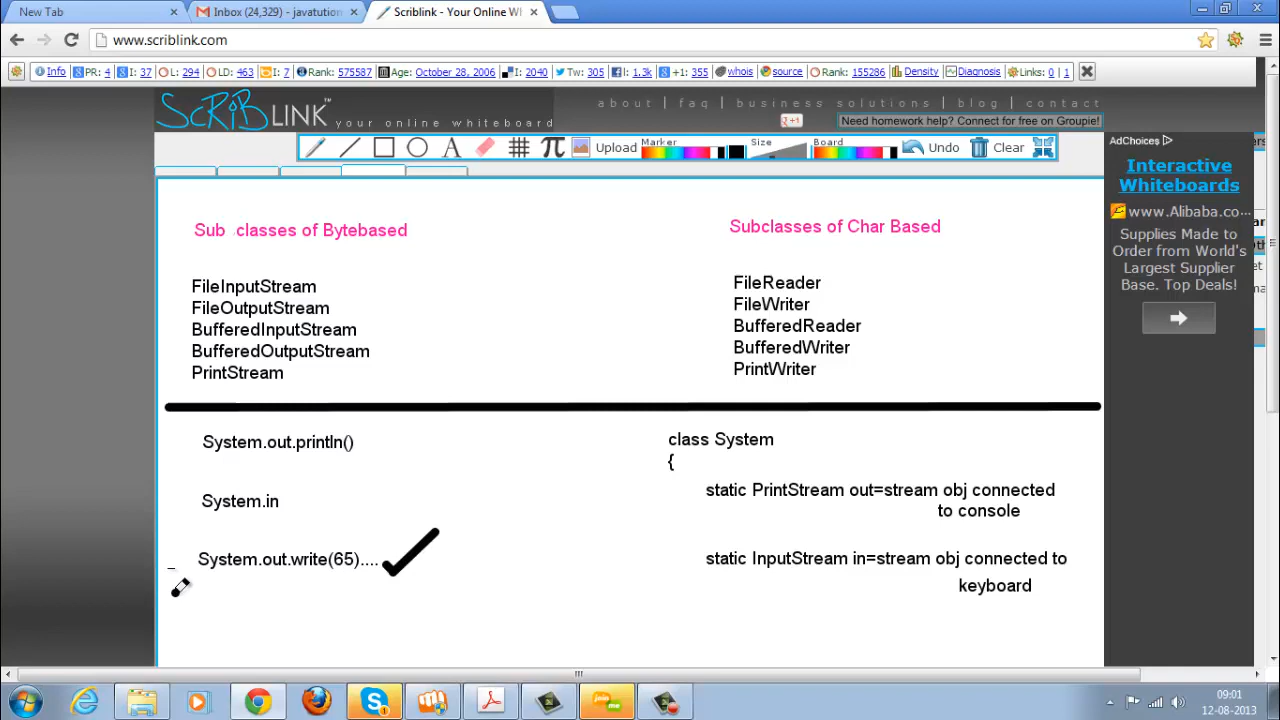 New Tab
Inbox (24,329) - javatution
Scriblink - Your Online Wh
www.scriblink.com
Info PR: 4 I: 37 L: 294 LD: 463 I: 7 Rank: 575587 Age: October 28, 2006 I: 2040 Tw: 305 l: 1.3k +1: 355 whois source Rank: 155286 Density Diagnosis Links: 0 | 1
SCRIBLINK™ your online whiteboard
about | faq | business solutions | blog | contact
+1 Need homework help? Connect for free on Groupie!
Upload Marker Size Board Undo Clear
AdChoices
Interactive
Whiteboards
www.Alibaba.co...
Supplies Made to
Order from World's
Largest Supplier
Base. Top Deals!
Sub classes of Bytebased
Subclasses of Char Based
FileInputStream
FileOutputStream
BufferedInputStream
BufferedOutputStream
PrintStream
FileReader
FileWriter
BufferedReader
BufferedWriter
PrintWriter
System.out.println()
System.in
System.out.write(65)....
class System
{
static PrintStream out=stream obj connected
to console
static InputStream in=stream obj connected to
keyboard
09:01
12-08-2013